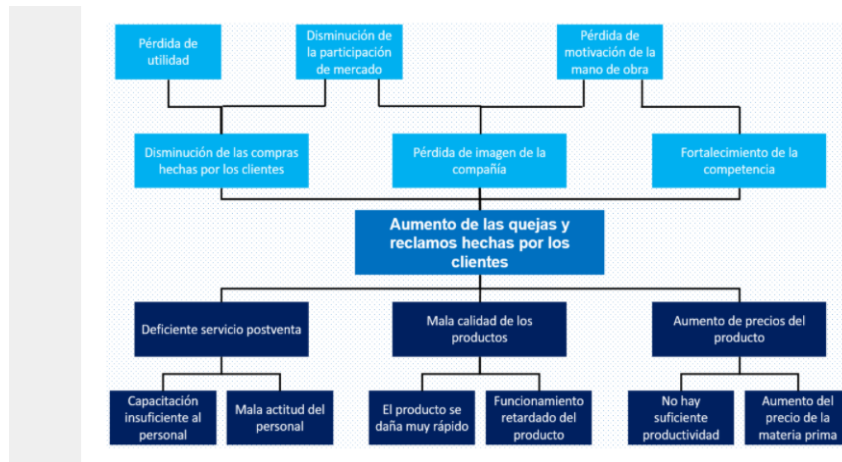 Pérdida de
utilidad
Disminución de
la participación
de mercado
Pérdida de
motivación de la
mano de obra
Disminución de las compras
hechas por los clientes
Pérdida de imagen de la
compañía
Fortalecimiento de la
competencia
Aumento de las quejas y
reclamos hechas por los
clientes
Deficiente servicio postventa
Mala calidad de los
productos
Aumento de precios del
producto
Capacitación
insuficiente al
personal
Mala actitud del
personal
El producto se
daña muy rápido
Funcionamiento
retardado del
producto
No hay
suficiente
productividad
Aumento del
precio de la
materia prima